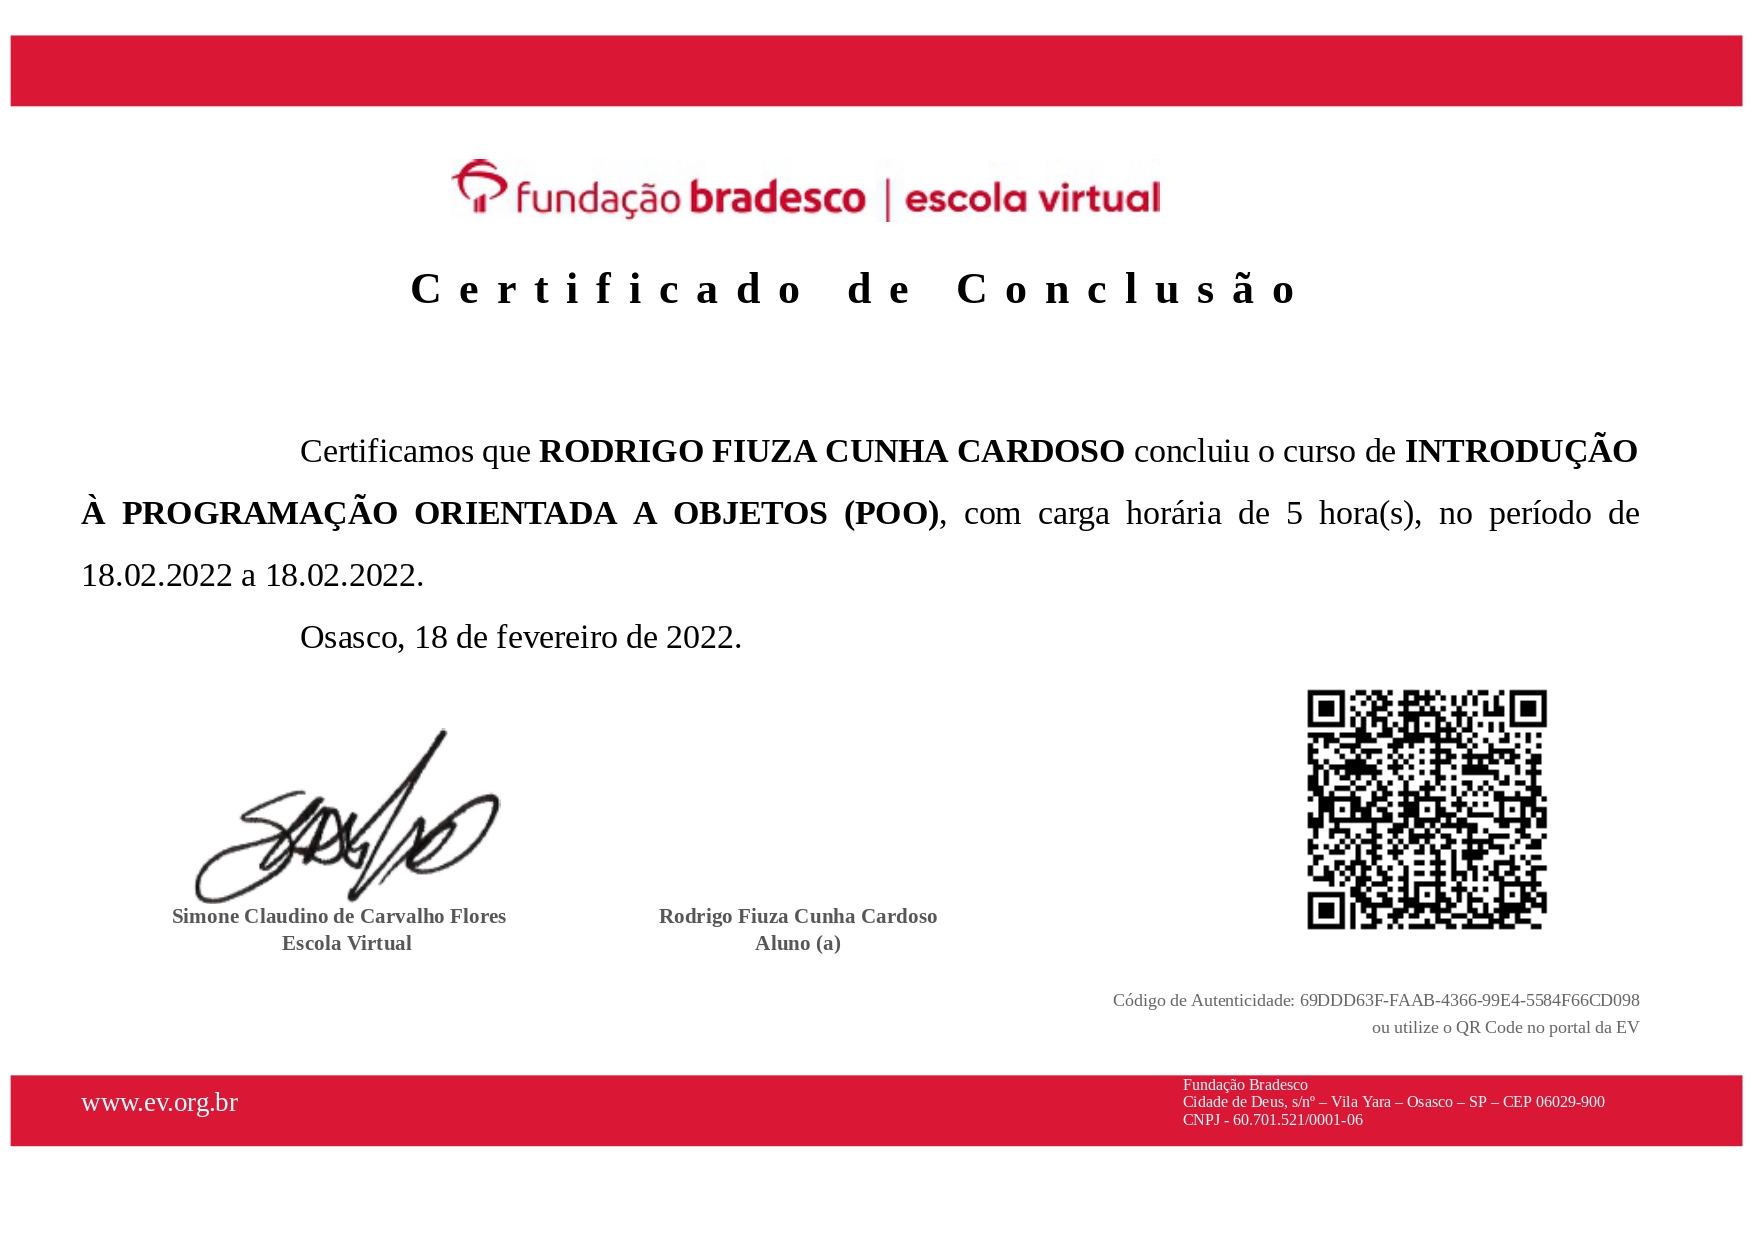 fundação bradesco | escola virtual
Certificado de Conclusão
Certificamos que RODRIGO FIUZA CUNHA CARDOSO concluiu o curso de INTRODUÇÃO
À PROGRAMAÇÃO ORIENTADA A OBJETOS (POO), com carga horária de 5 hora(s), no período de
18.02.2022 a 18.02.2022.
Osasco, 18 de fevereiro de 2022.
Simone Claudino de Carvalho Flores
Escola Virtual
Rodrigo Fiuza Cunha Cardoso
Aluno (a)
Código de Autenticidade: 69DDD63F-FAAB-4366-99E4-5584F66CD098
ou utilize o QR Code no portal da EV
www.ev.org.br
Fundação Bradesco
Cidade de Deus, s/nº – Vila Yara – Osasco – SP – CEP 06029-900
CNPJ - 60.701.521/0001-06